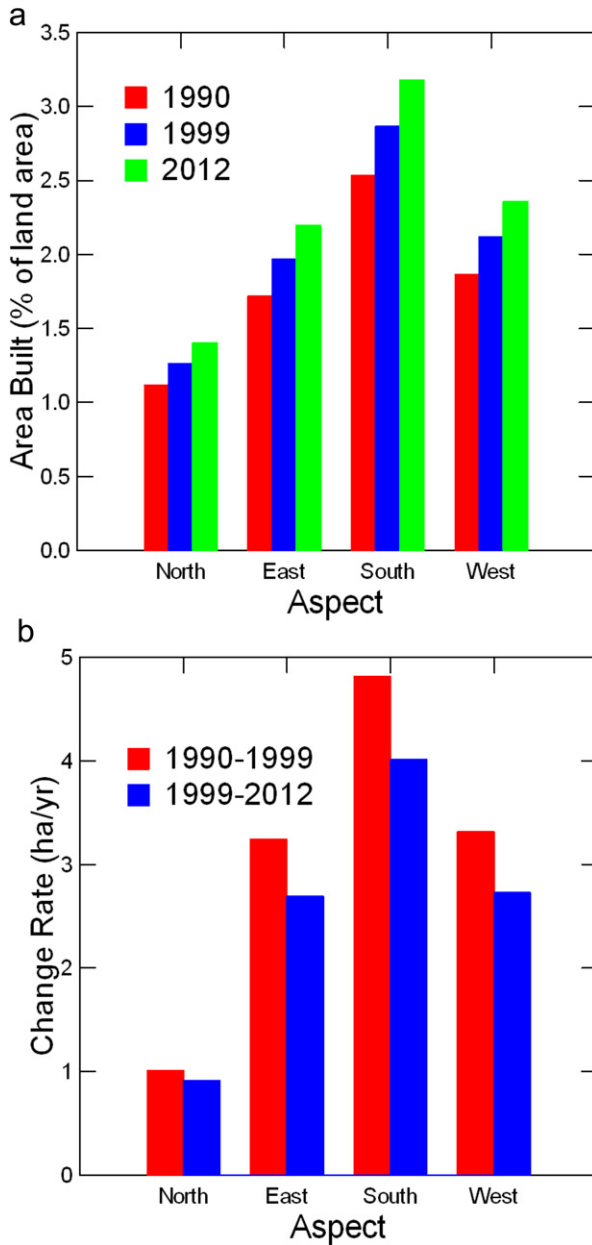 a
Area Built (% of land area)
3.5
3.0
2.5
2.0
1.5
1.0
0.5
0.0
1990
1999
2012
North East South West
Aspect
b
Change Rate (ha/yr)
5
4
3
2
1
0
1990-1999
1999-2012
North East South West
Aspect